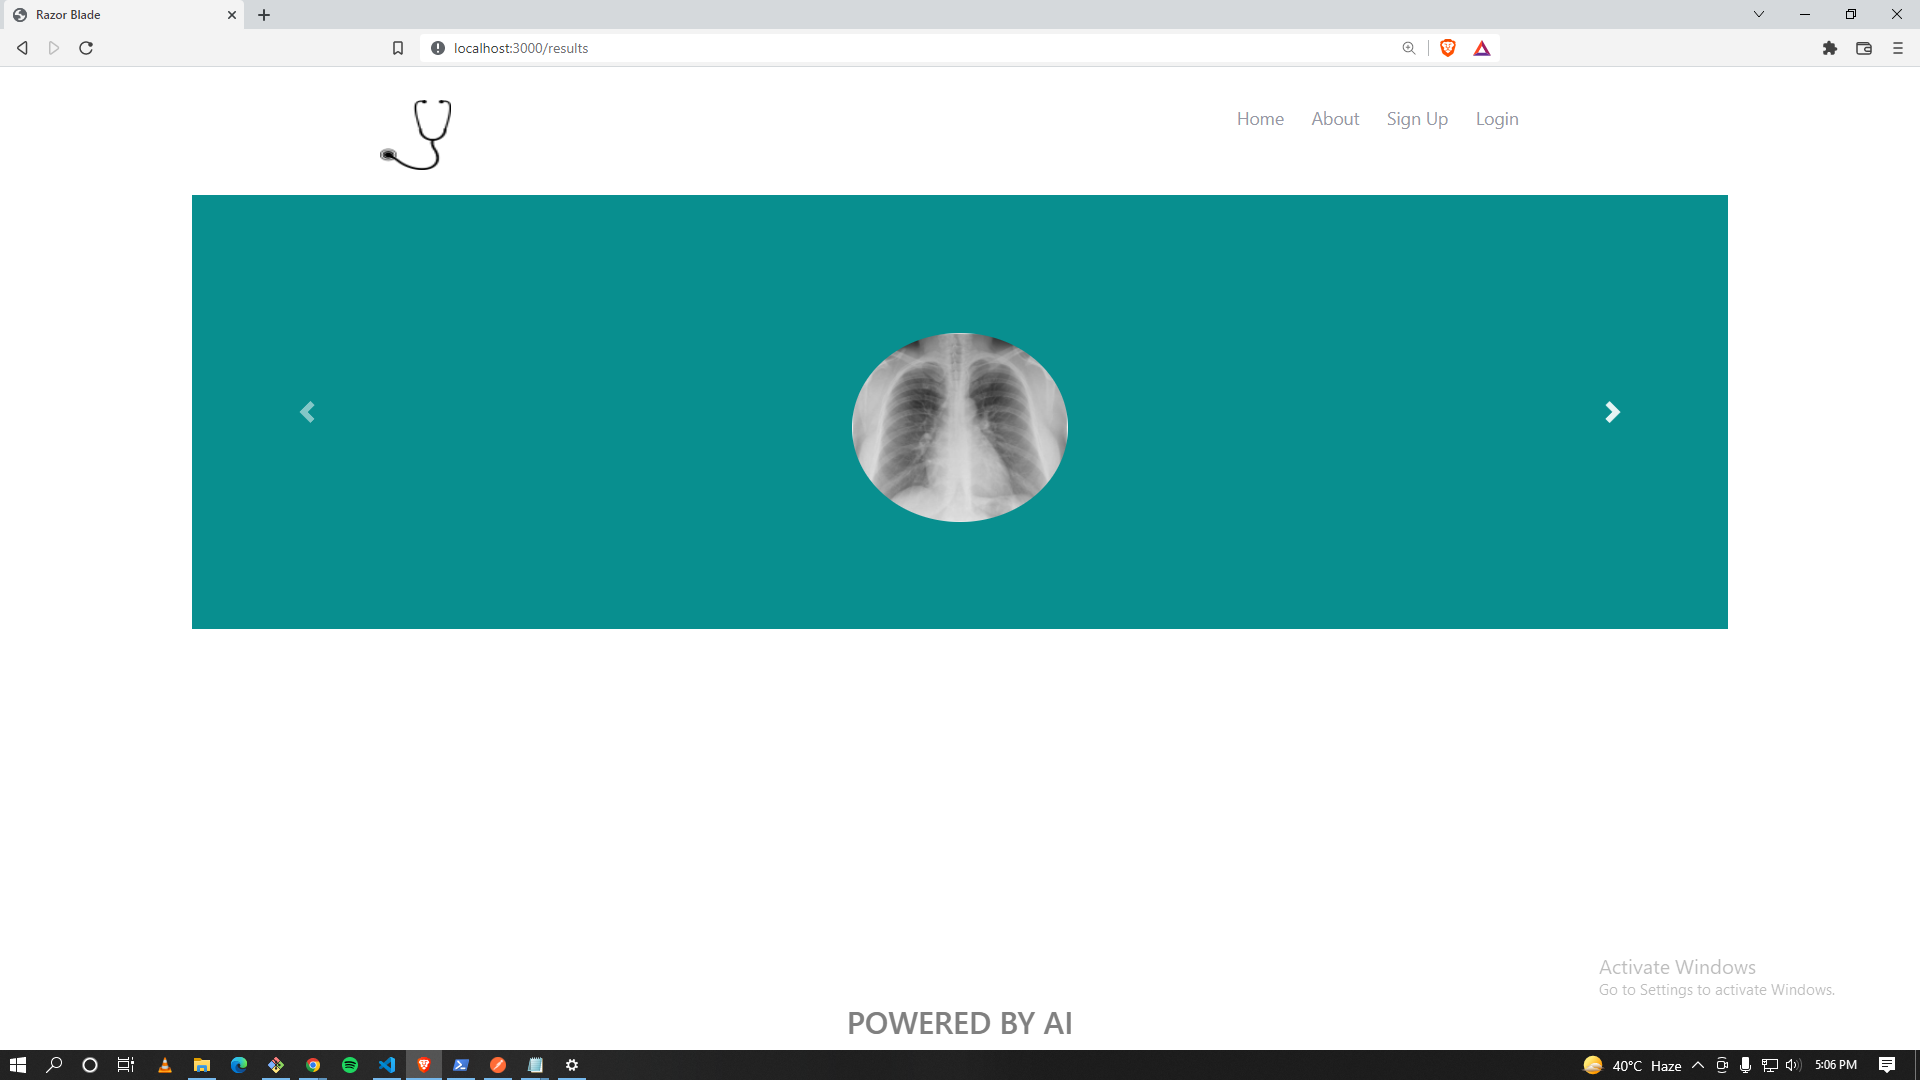 Razor Blade
localhost:3000/results
Home About Sign Up Login
Activate Windows
Go to Settings to activate Windows.
POWERED BY AI
40°C Haze
5:06 PM